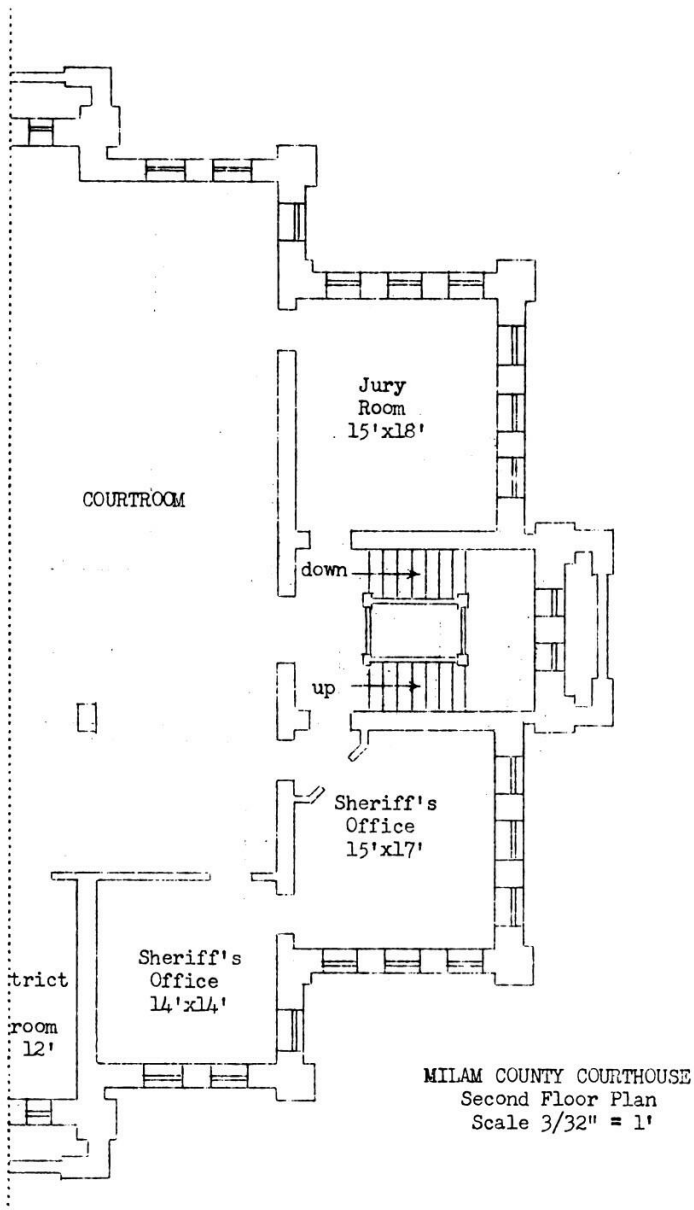 Jury
Room
15'x18'
COURTROOM
down
up
Sheriff's
Office
15'x17'
Sheriff's
Office
14'x14'
trict
room
12'
MILAM COUNTY COURTHOUSE
Second Floor Plan
Scale 3/32" = 1'